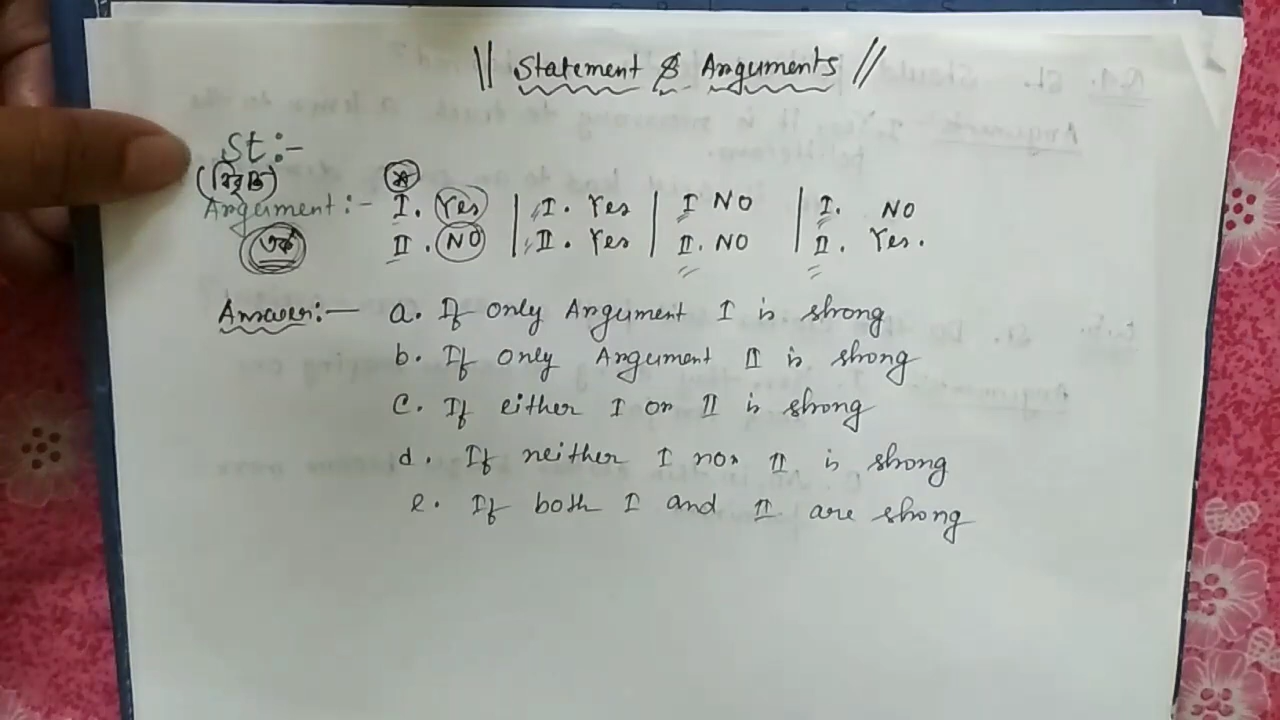 || Statement & Arguments //
St:-
(বিবৃতি)
Argument:- I. Yes | I. Yes | I NO | I. NO
তর্ক II. NO | II. Yes | II. NO | II. Yes.
Answer:— a. If only Argument I is strong
b. If only Argument II is strong
C. If either I or II is strong
d. If neither I nor II is strong
e. If both I and II are strong